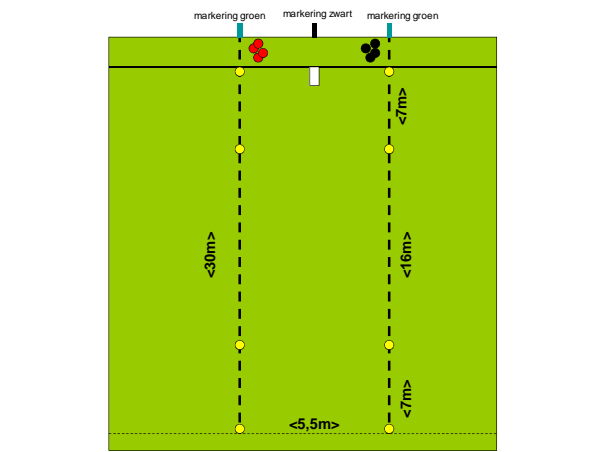 markering groen
markering zwart
markering groen
<7m>
<30m>
<16m>
<7m>
<5,5m>